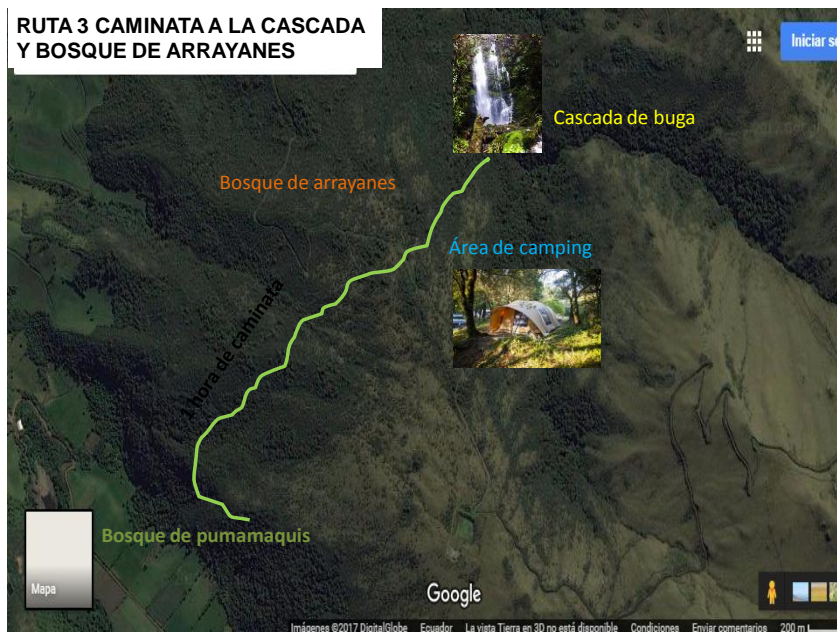 RUTA 3 CAMINATA A LA CASCADA
Y BOSQUE DE ARRAYANES
Iniciar se
Cascada de buga
Bosque de arrayanes
Área de camping
1 hora de caminata
Bosque de pumamaquis
Mapa
Google
Imágenes ©2017 DigitalGlobe Ecuador La vista Tierra en 3D no está disponible Condiciones Enviar comentarios 200 m